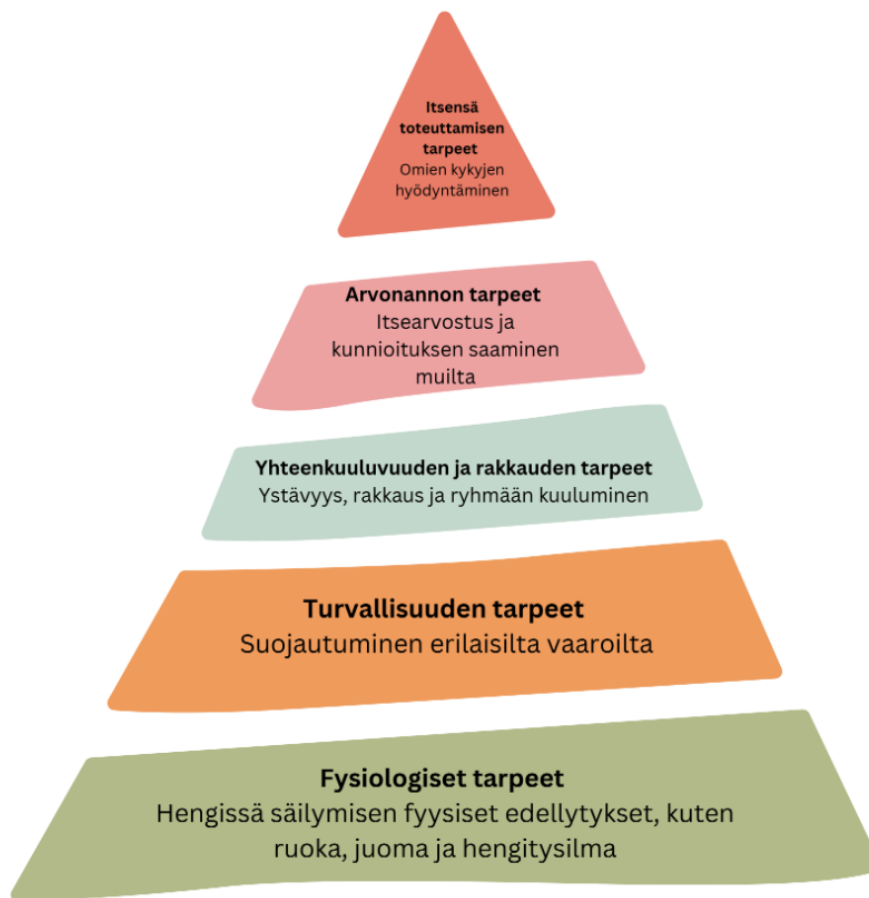 Itsensä
toteuttamisen
tarpeet
Omien kykyjen
hyödyntäminen
Arvonannon tarpeet
Itsearvostus ja
kunnioituksen saaminen
muilta
Yhteenkuuluvuuden ja rakkauden tarpeet
Ystävyys, rakkaus ja ryhmään kuuluminen
Turvallisuuden tarpeet
Suojautuminen erilaisilta vaaroilta
Fysiologiset tarpeet
Hengissä säilymisen fyysiset edellytykset, kuten
ruoka, juoma ja hengitysilma